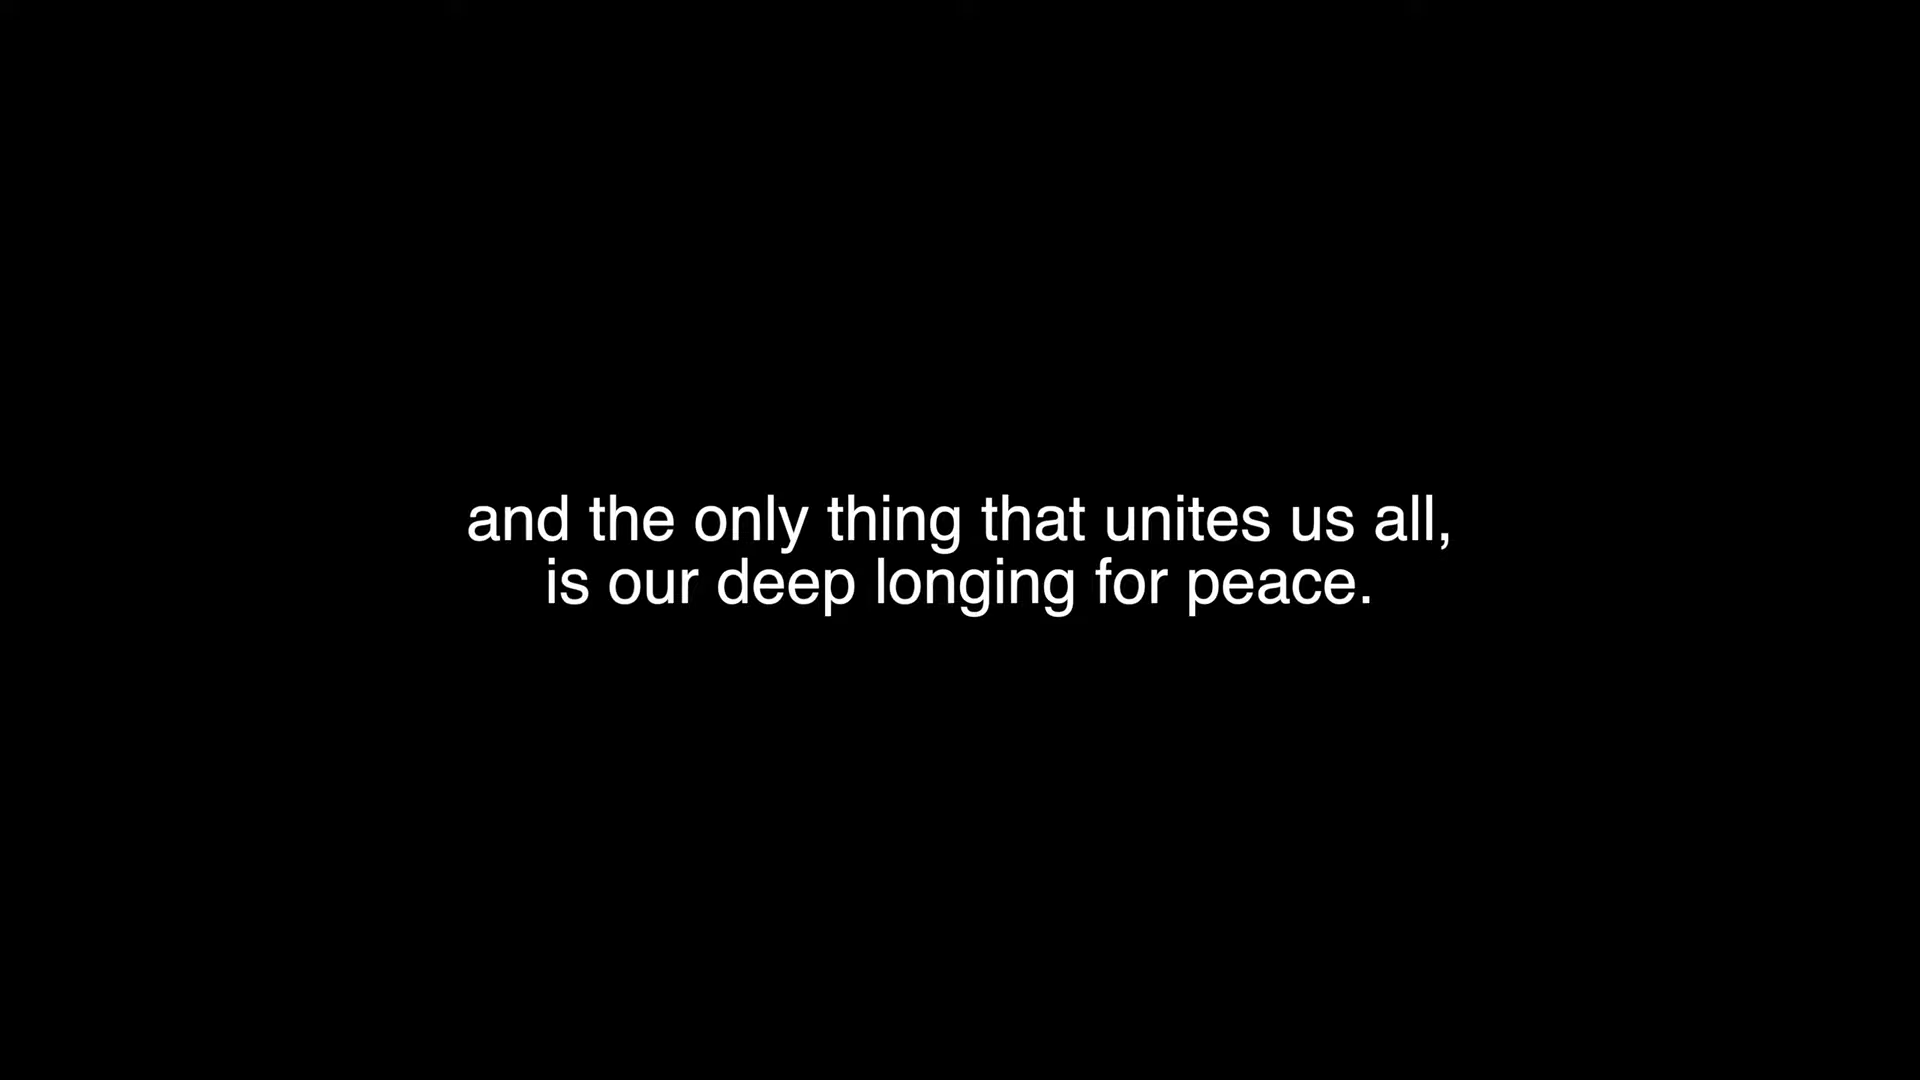 and the only thing that unites us all,
is our deep longing for peace.